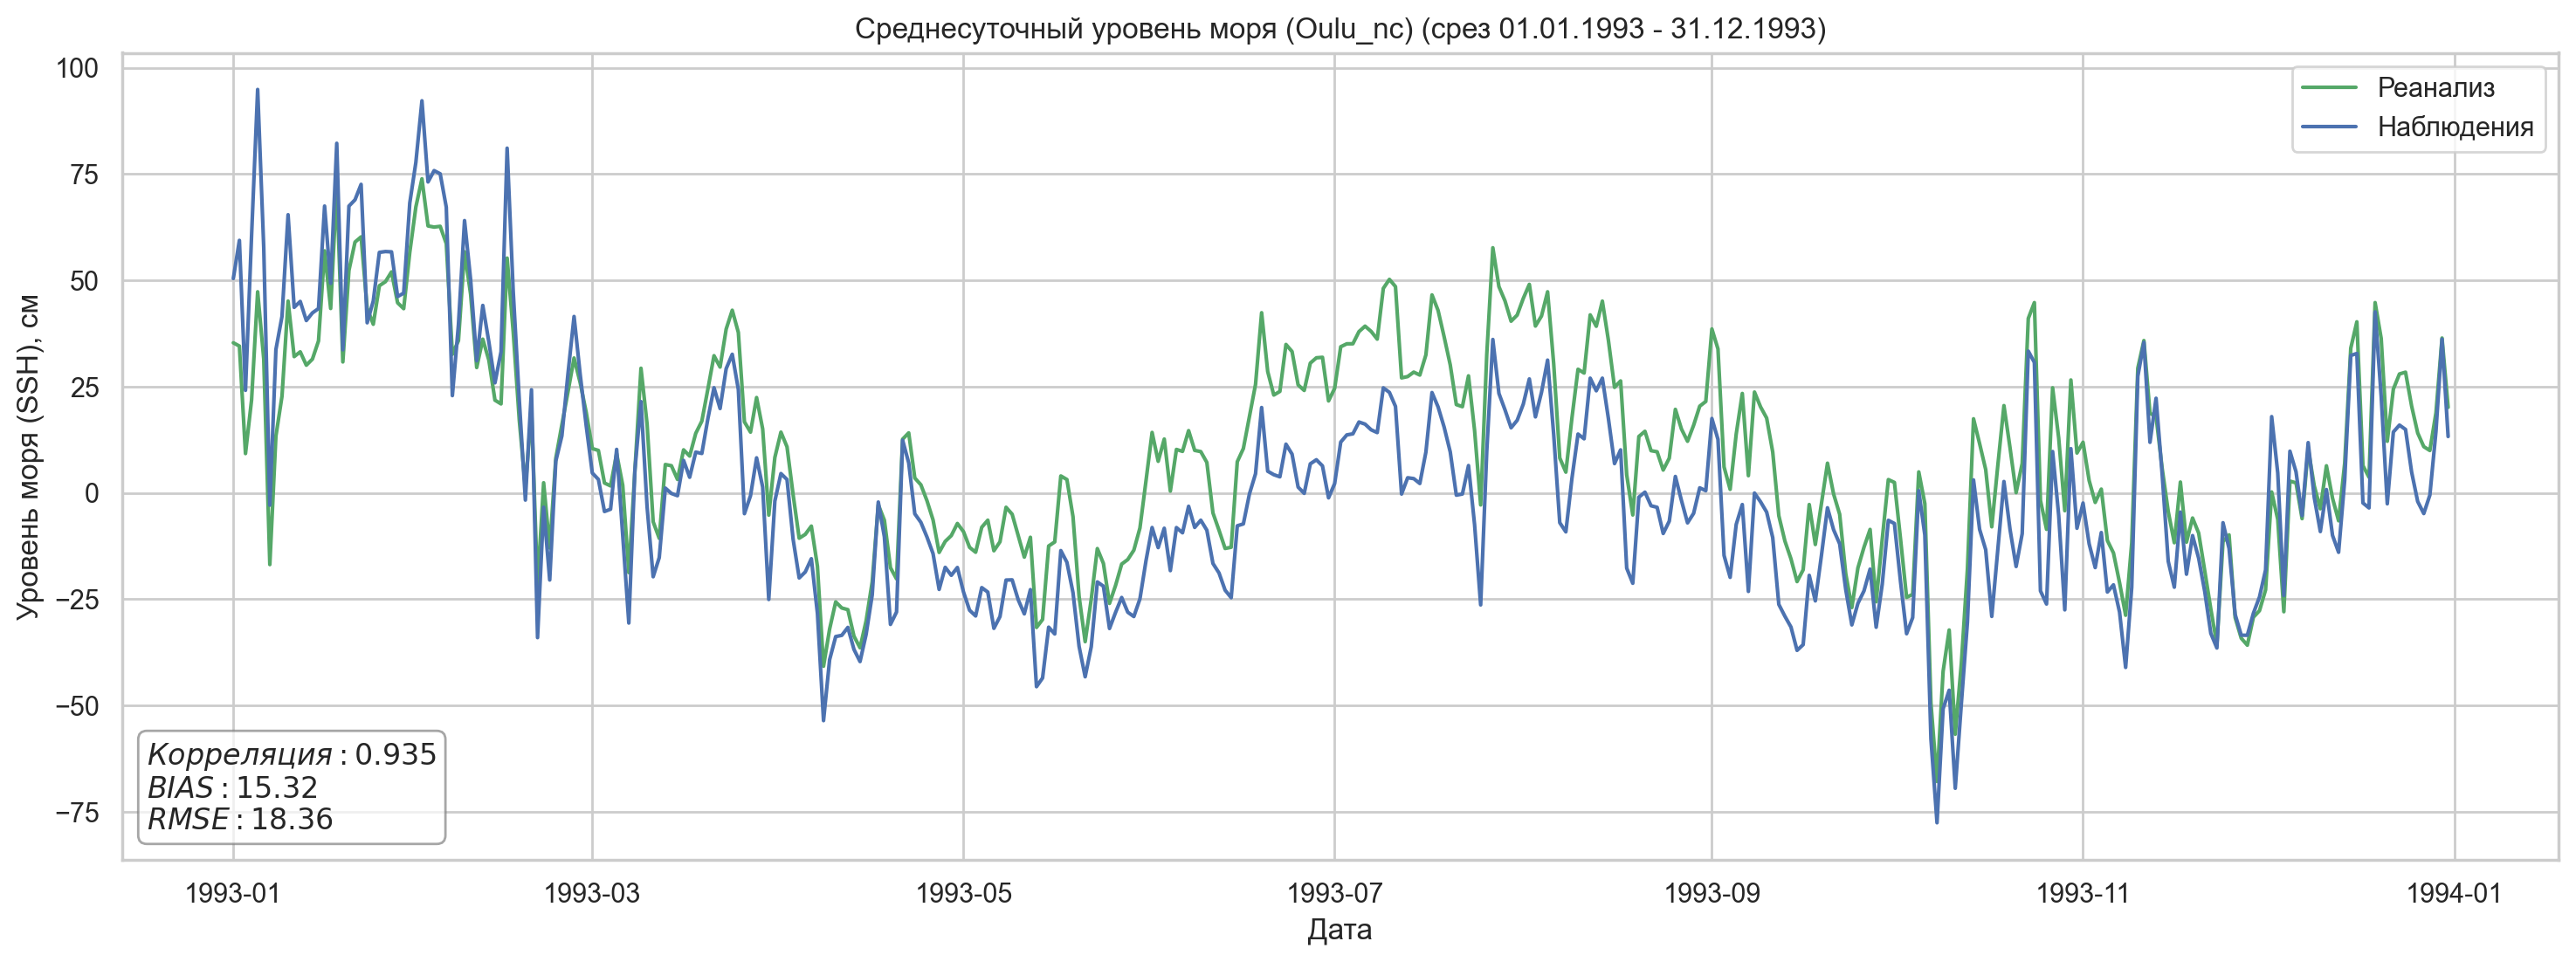 Среднесуточный уровень моря (Oulu_nc) (срез 01.01.1993 - 31.12.1993)
Реанализ
Наблюдения
Уровень моря (SSH), см
100
75
50
25
0
−25
−50
−75
Корреляция : 0.935
BIAS : 15.32
RMSE : 18.36
1993-01
1993-03
1993-05
1993-07
1993-09
1993-11
1994-01
Дата